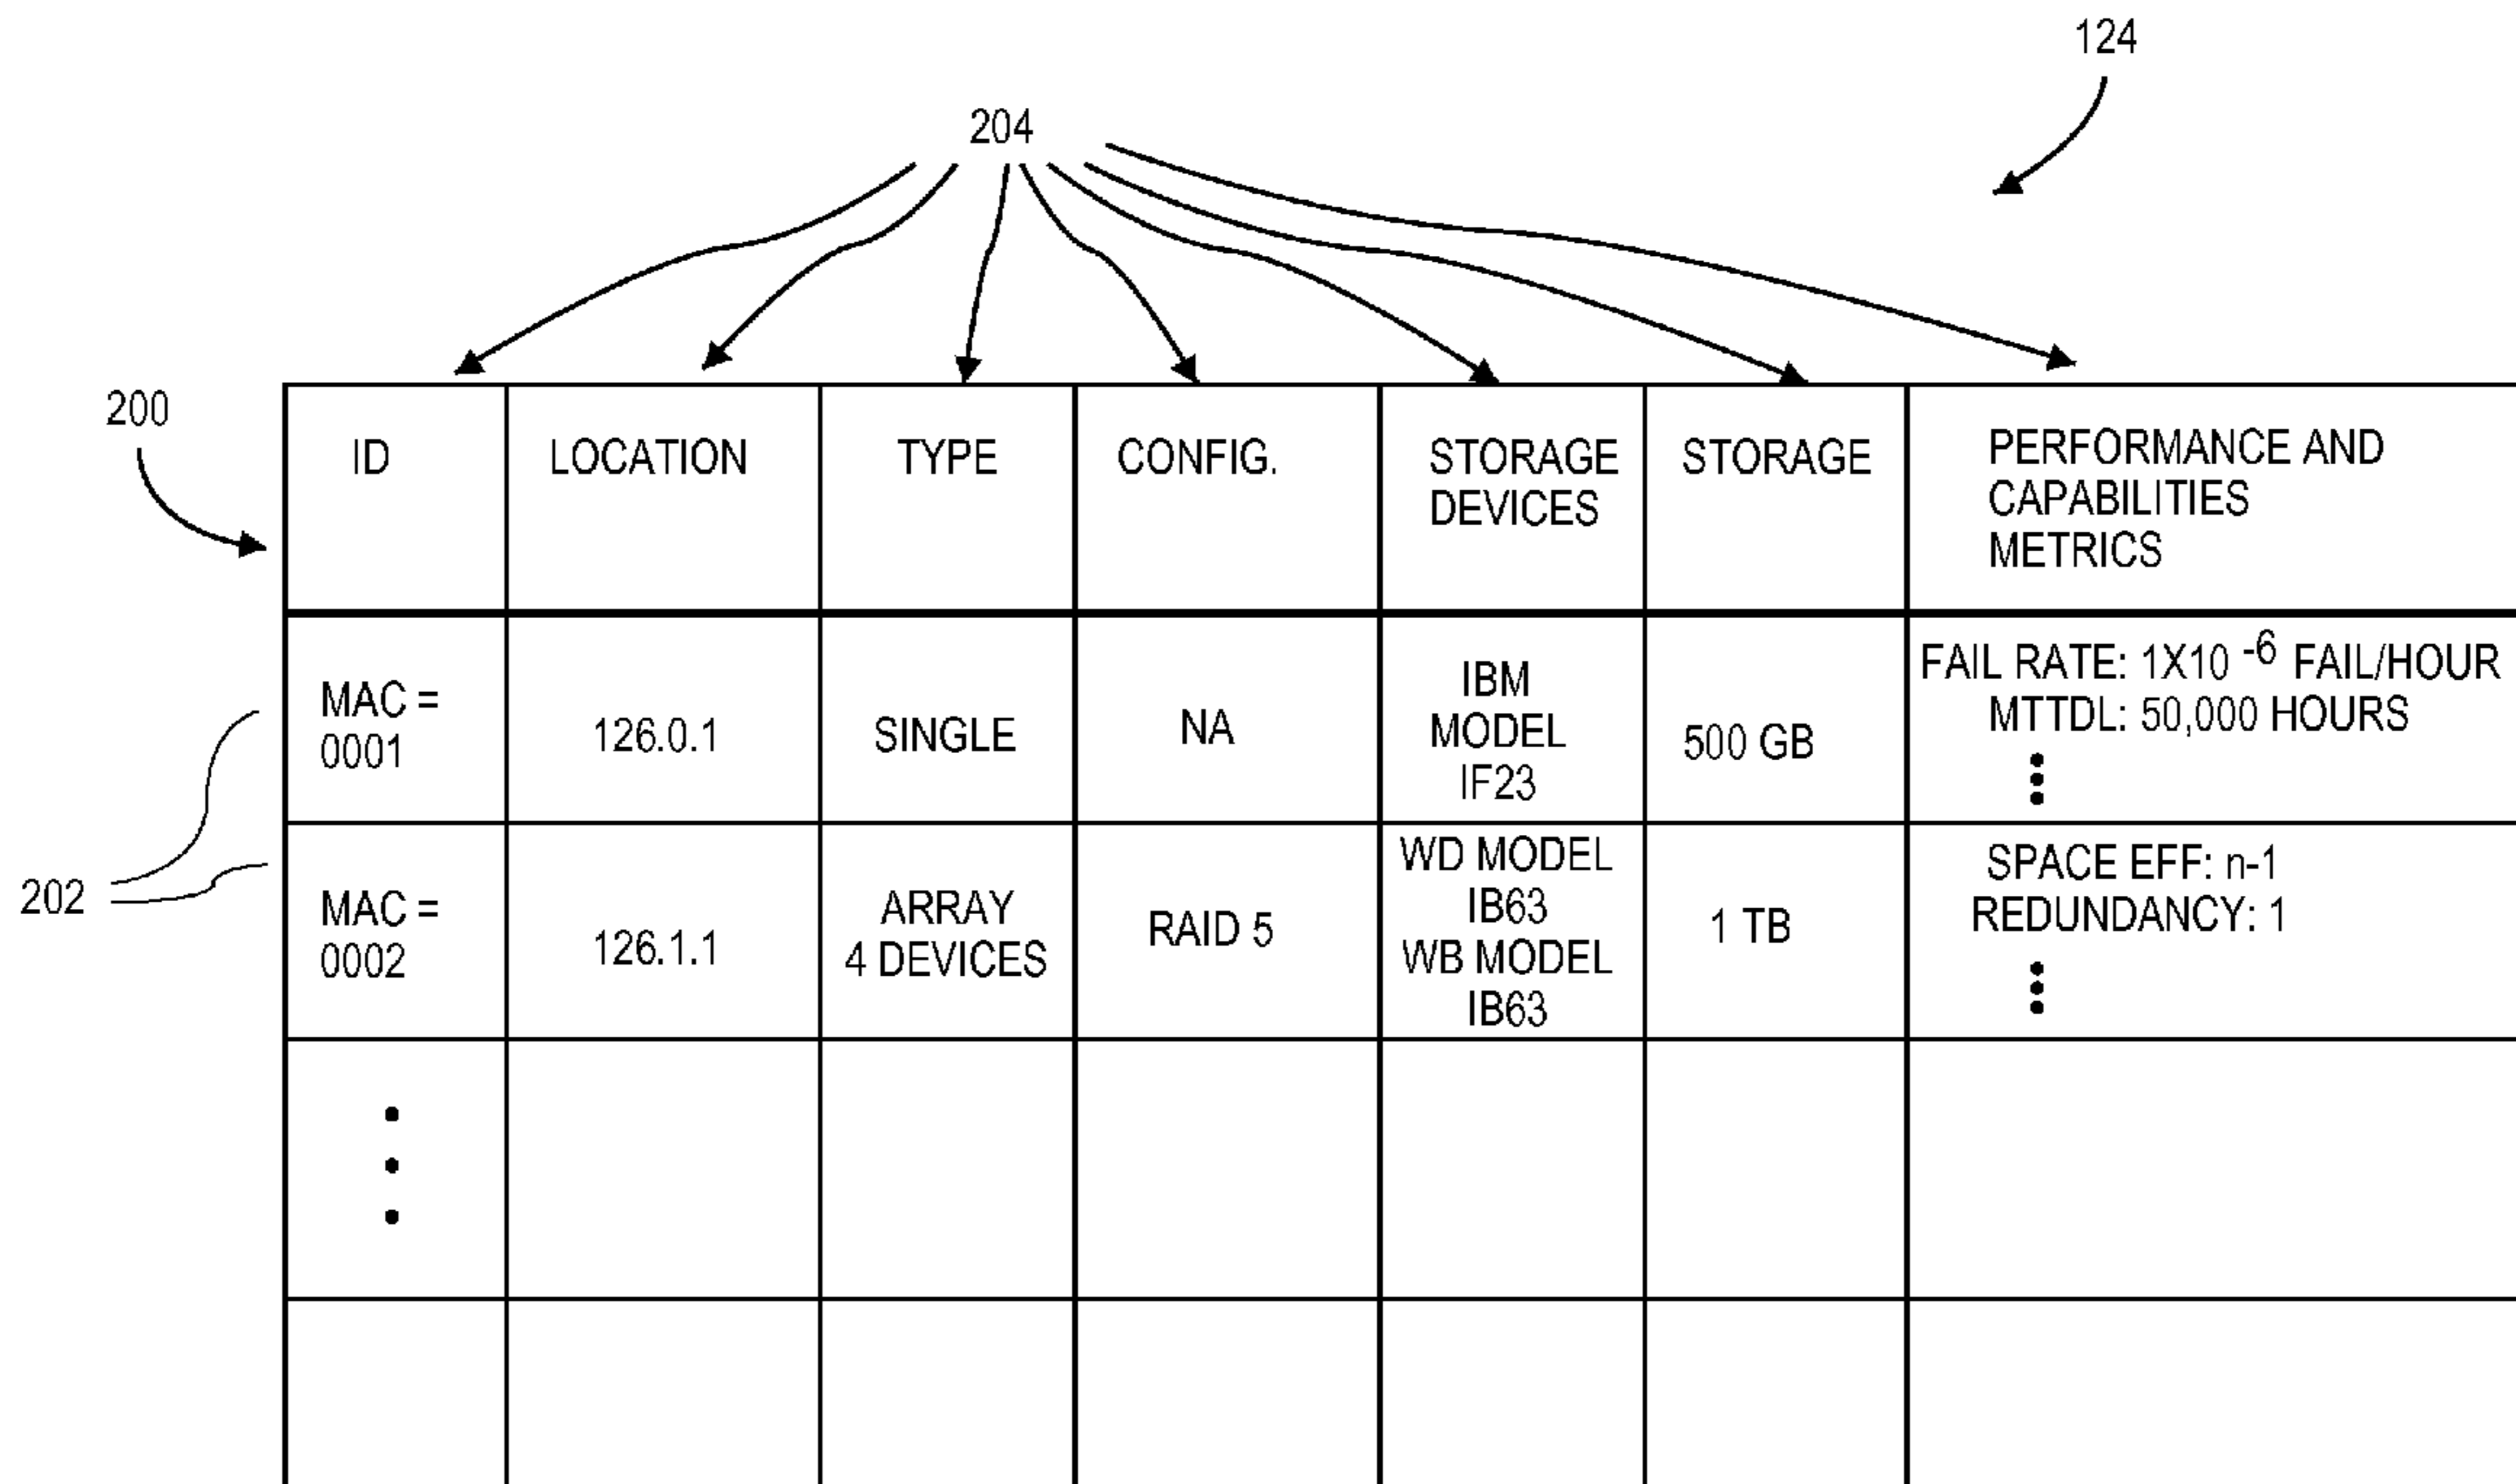 124
204
200
ID
LOCATION
TYPE
CONFIG.
STORAGE
DEVICES
STORAGE
PERFORMANCE AND
CAPABILITIES
METRICS
202
MAC =
0001
126.0.1
SINGLE
NA
IBM
MODEL
IF23
500 GB
FAIL RATE: 1X10 -6 FAIL/HOUR
MTTDL: 50,000 HOURS
MAC =
0002
126.1.1
ARRAY
4 DEVICES
RAID 5
WD MODEL
IB63
WB MODEL
IB63
1 TB
SPACE EFF: n-1
REDUNDANCY: 1